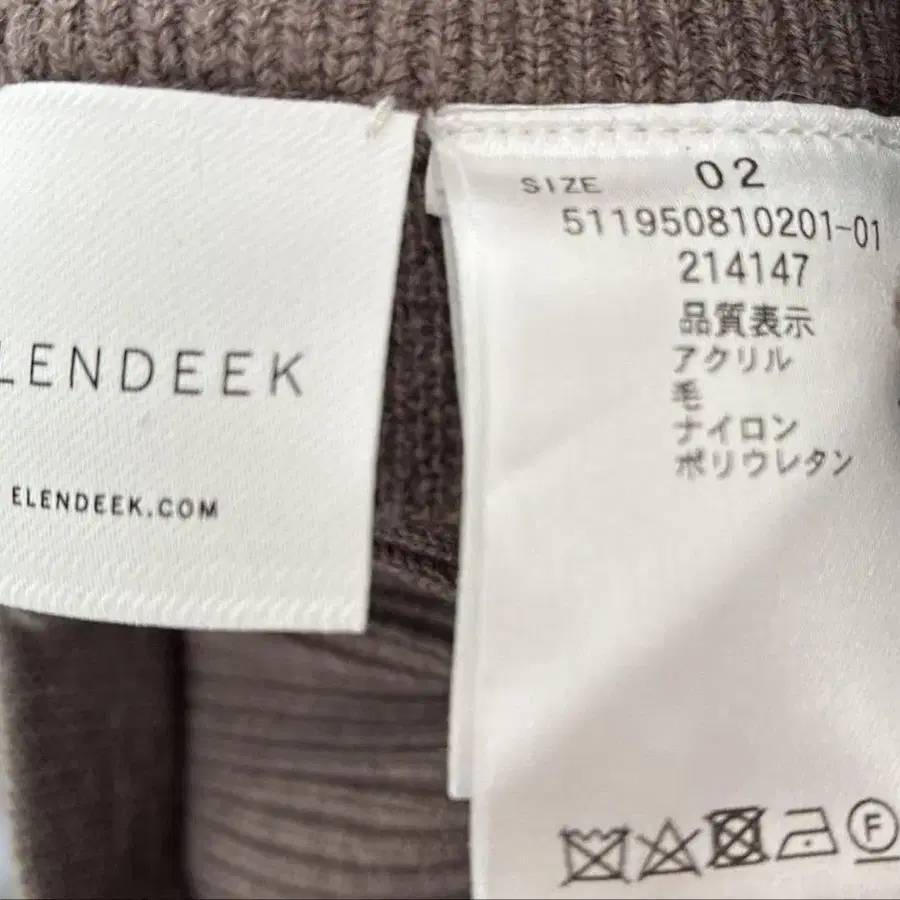 LENDEEK
ELENDEEK.COM
SIZE 02
511950810201-01
214147
品質表示
アクリル
毛
ナイロン
ポリウレタン
F